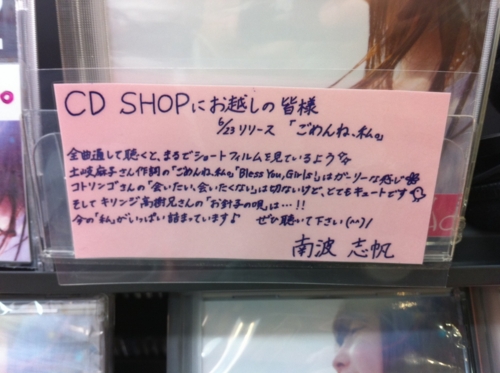 CD SHOPにお越しの皆様
6/23 リリース 「ごめんね、私。」
全曲通して聴くと、まるでショートフィルムを見ているよう☆
土岐麻子さん作詞の「ごめんね、私。」「Bless You, Girls!」はガーリーな感じ
コトリンゴさんの「会いたい、会いたくない」は切ないけど、とてもキュートです
そして キリンジ 高樹兄さんの「お針子の唄」は…!!
今の「私」がいっぱい詰まっています♪ ぜひ聴いて下さい(^^)/
南波 志帆